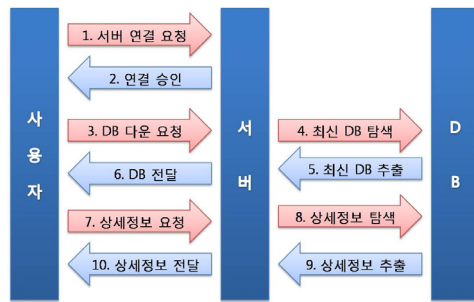 1. 서버 연결 요청
2. 연결 승인
사용자
3. DB 다운 요청
서버
4. 최신 DB 탐색
DB
6. DB 전달
5. 최신 DB 추출
7. 상세정보 요청
8. 상세정보 탐색
10. 상세정보 전달
9. 상세정보 추출